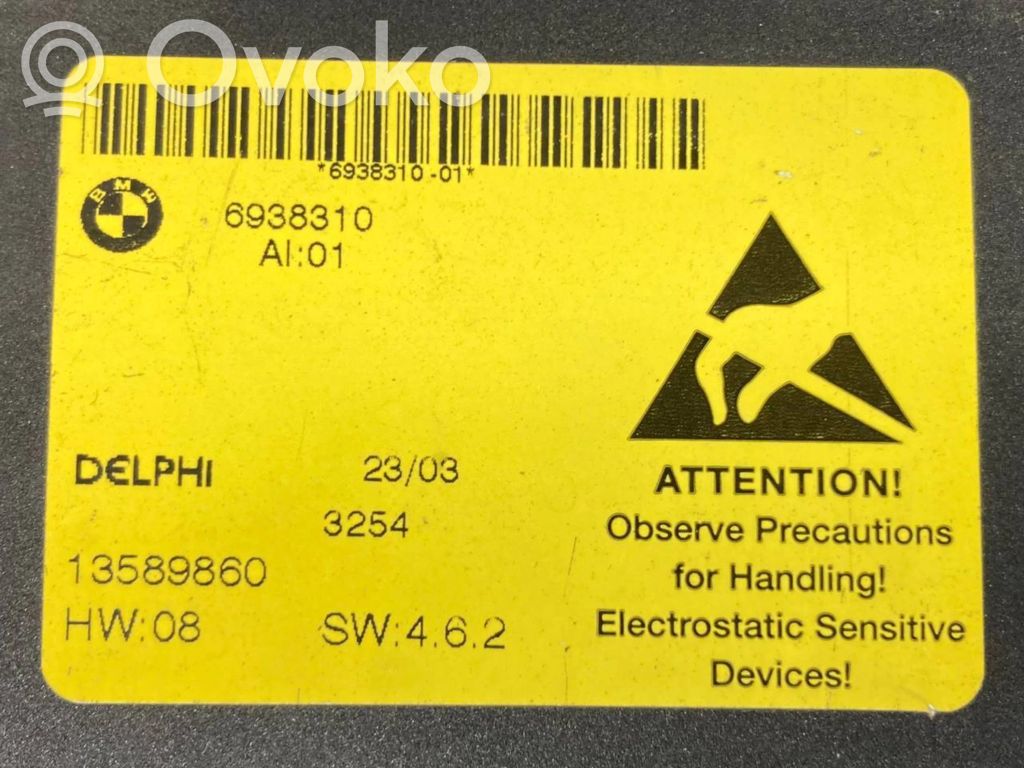 Ovoko
*6938310-01*
BMW
6938310
AI:01
DELPHI 23/03
3254
13589860
HW:08 SW:4.6.2
ATTENTION!
Observe Precautions
for Handling!
Electrostatic Sensitive
Devices!